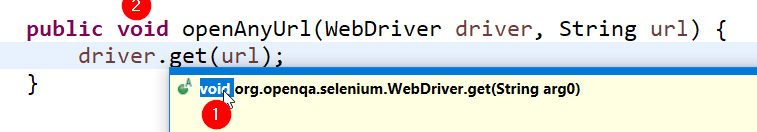 2
public void openAnyUrl(WebDriver driver, String url) {
driver.get(url);
}
void org.openqa.selenium.WebDriver.get(String arg0)
1